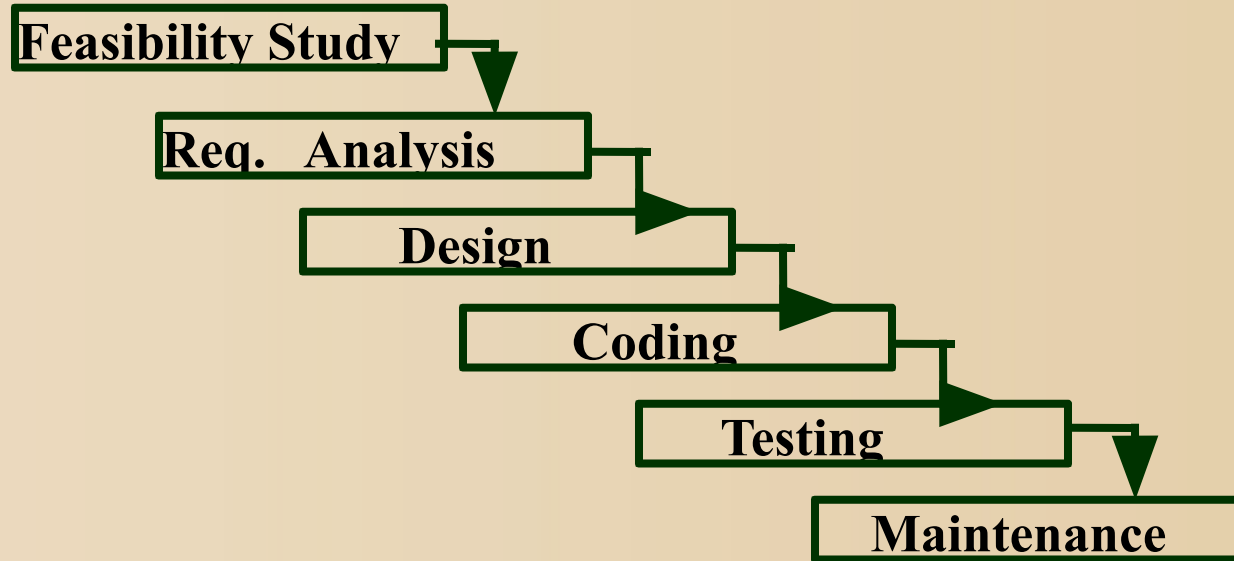 Feasibility Study
Req. Analysis
Design
Coding
Testing
Maintenance